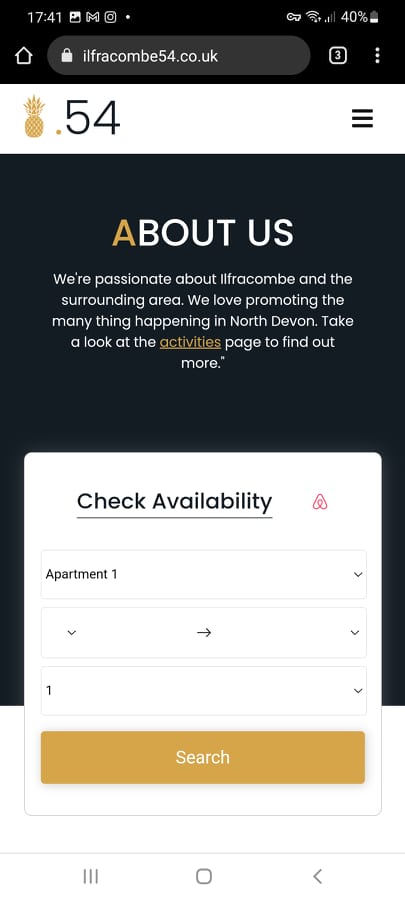 17:41
40%
ilfracombe54.co.uk
3
.54
ABOUT US
We're passionate about Ilfracombe and the
surrounding area. We love promoting the
many thing happening in North Devon. Take
a look at the activities page to find out
more."
Check Availability
Apartment 1
1
Search